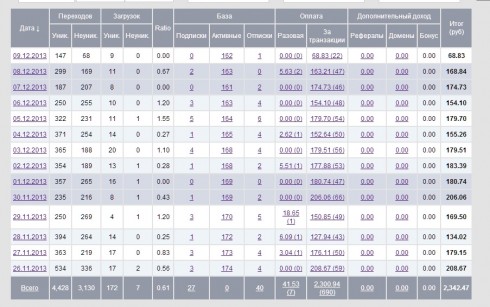 Дата ↓ Переходов Загрузок Ratio База Оплата Дополнительный доход Итог (руб)
Уник. Неуник. Уник. Неуник. Подписки Активные Отписки Разовая За транзакции Рефералы Домены Бонус
09.12.2013 147 68 9 0 0.00 0 162 1 0.00 (0) 68.83 (22) 0.00 0.00 0.00 68.83
08.12.2013 299 169 11 0 0.67 2 163 0 5.63 (2) 163.21 (47) 0.00 0.00 0.00 168.84
07.12.2013 187 207 8 0 0.00 0 161 2 0.00 (0) 174.73 (46) 0.00 0.00 0.00 174.73
06.12.2013 250 255 10 0 1.20 3 163 4 0.00 (0) 154.10 (48) 0.00 0.00 0.00 154.10
05.12.2013 322 231 11 1 1.55 5 164 6 0.00 (0) 179.70 (54) 0.00 0.00 0.00 179.70
04.12.2013 371 254 14 0 0.27 1 165 4 2.62 (1) 152.64 (50) 0.00 0.00 0.00 155.26
03.12.2013 365 188 20 0 1.10 4 168 4 0.00 (0) 179.51 (56) 0.00 0.00 0.00 179.51
02.12.2013 354 189 13 1 0.28 1 168 2 5.51 (1) 177.88 (53) 0.00 0.00 0.00 183.39
01.12.2013 357 265 16 1 0.00 0 169 0 0.00 (0) 180.74 (47) 0.00 0.00 0.00 180.74
30.11.2013 235 216 8 1 0.43 1 169 2 0.00 (0) 206.06 (66) 0.00 0.00 0.00 206.06
29.11.2013 250 269 4 1 1.20 3 170 5 18.65 (1) 150.85 (49) 0.00 0.00 0.00 169.50
28.11.2013 394 264 14 0 0.25 1 172 2 6.09 (1) 127.94 (43) 0.00 0.00 0.00 134.02
27.11.2013 363 219 17 0 0.83 3 173 4 3.04 (1) 176.11 (50) 0.00 0.00 0.00 179.15
26.11.2013 534 336 17 2 0.56 3 174 4 0.00 (0) 208.67 (59) 0.00 0.00 0.00 208.67
Всего 4,428 3,130 172 7 0.61 27 0 40 41.53 (7) 2,300.94 (690) 0.00 0.00 0.00 2,342.47